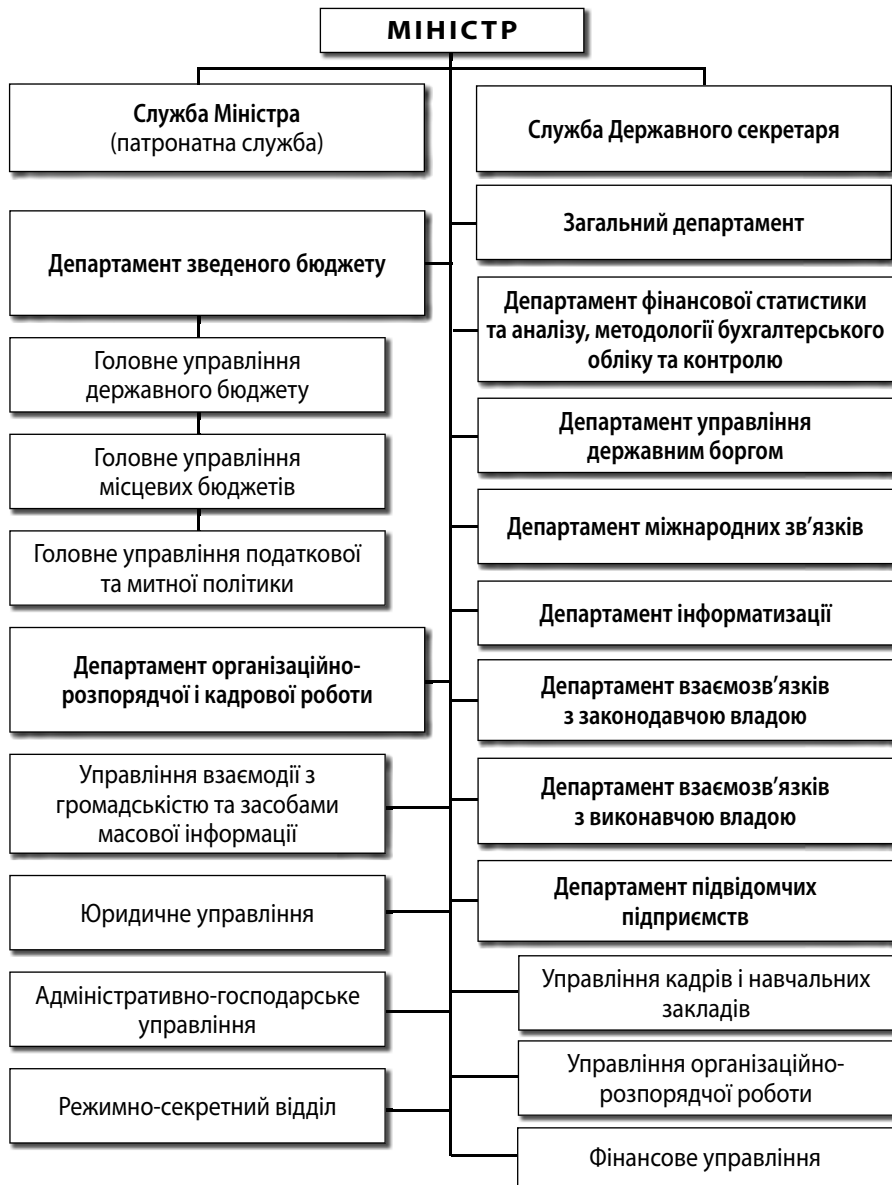 МІНІСТР
Служба Міністра
(патронатна служба)
Служба Державного секретаря
Загальний департамент
Департамент зведеного бюджету
Департамент фінансової статистики
та аналізу, методології бухгалтерського
обліку та контролю
Головне управління
державного бюджету
Департамент управління
державним боргом
Головне управління
місцевих бюджетів
Департамент міжнародних зв'язків
Головне управління податкової
та митної політики
Департамент інформатизації
Департамент організаційно-
розпорядчої і кадрової роботи
Департамент взаємозв'язків
з законодавчою владою
Управління взаємодії з
громадськістю та засобами
масової інформації
Департамент взаємозв'язків
з виконавчою владою
Юридичне управління
Департамент підвідомчих
підприємств
Адміністративно-господарське
управління
Управління кадрів і навчальних
закладів
Режимно-секретний відділ
Управління організаційно-
розпорядчої роботи
Фінансове управління